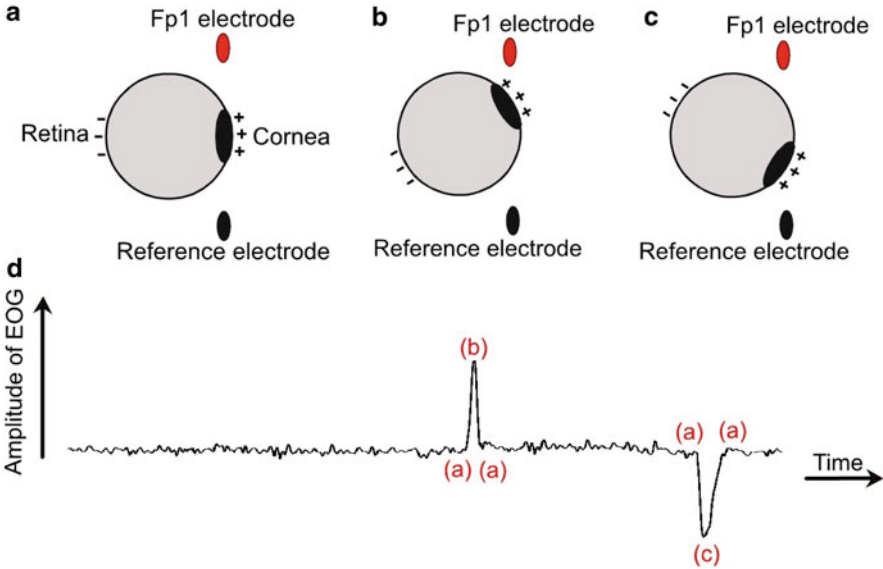 a
Fp1 electrode
Retina
Cornea
Reference electrode
b
Fp1 electrode
Reference electrode
c
Fp1 electrode
Reference electrode
d
Amplitude of EOG
(b)
(a) (a)
(a) (a)
(c)
Time